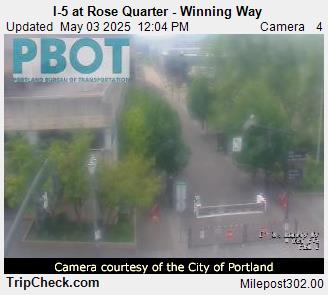 I-5 at Rose Quarter - Winning Way
Updated May 03 2025 12:04 PM Camera 4
PBOT
PORTLAND BUREAU OF TRANSPORTATION
Camera courtesy of the City of Portland
TripCheck.com Milepost302.00